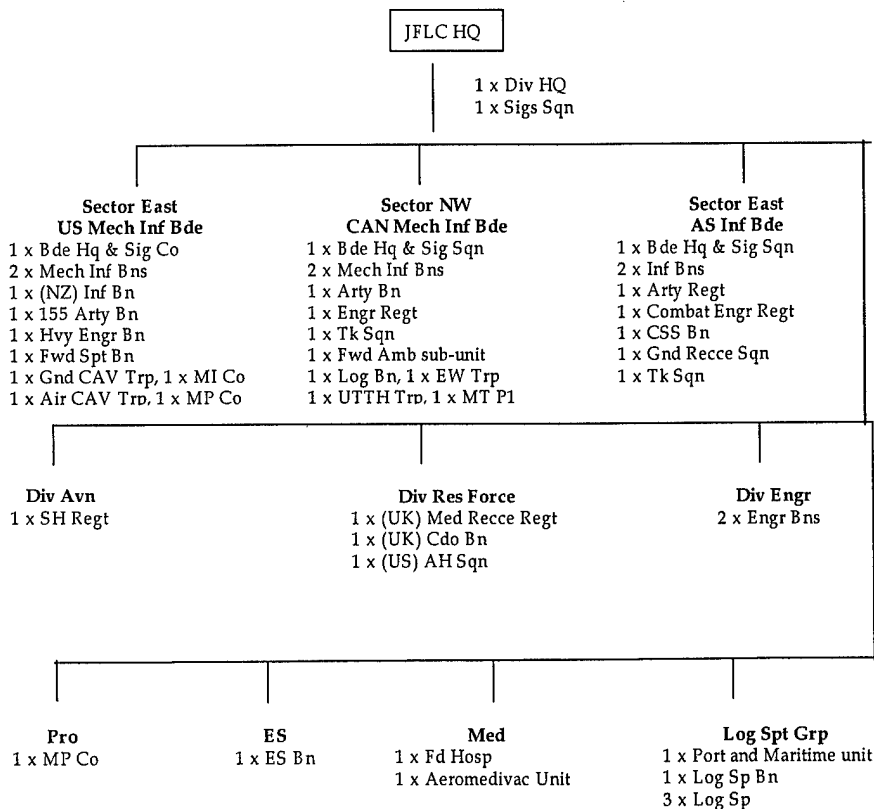 JFLC HQ
1 x Div HQ
1 x Sigs Sqn
Sector East
US Mech Inf Bde
1 x Bde Hq & Sig Co
2 x Mech Inf Bns
1 x (NZ) Inf Bn
1 x 155 Arty Bn
1 x Hvy Engr Bn
1 x Fwd Spt Bn
1 x Gnd CAV Trp, 1 x MI Co
1 x Air CAV Trp, 1 x MP Co
Sector NW
CAN Mech Inf Bde
1 x Bde Hq & Sig Sqn
2 x Mech Inf Bns
1 x Arty Bn
1 x Engr Regt
1 x Tk Sqn
1 x Fwd Amb sub-unit
1 x Log Bn, 1 x EW Trp
1 x UTTH Trp, 1 x MT P1
Sector East
AS Inf Bde
1 x Bde Hq & Sig Sqn
2 x Inf Bns
1 x Arty Regt
1 x Combat Engr Regt
1 x CSS Bn
1 x Gnd Recce Sqn
1 x Tk Sqn
Div Avn
1 x SH Regt
Div Res Force
1 x (UK) Med Recce Regt
1 x (UK) Cdo Bn
1 x (US) AH Sqn
Div Engr
2 x Engr Bns
Pro
1 x MP Co
ES
1 x ES Bn
Med
1 x Fd Hosp
1 x Aeromedivac Unit
Log Spt Grp
1 x Port and Maritime unit
1 x Log Sp Bn
3 x Log Sp